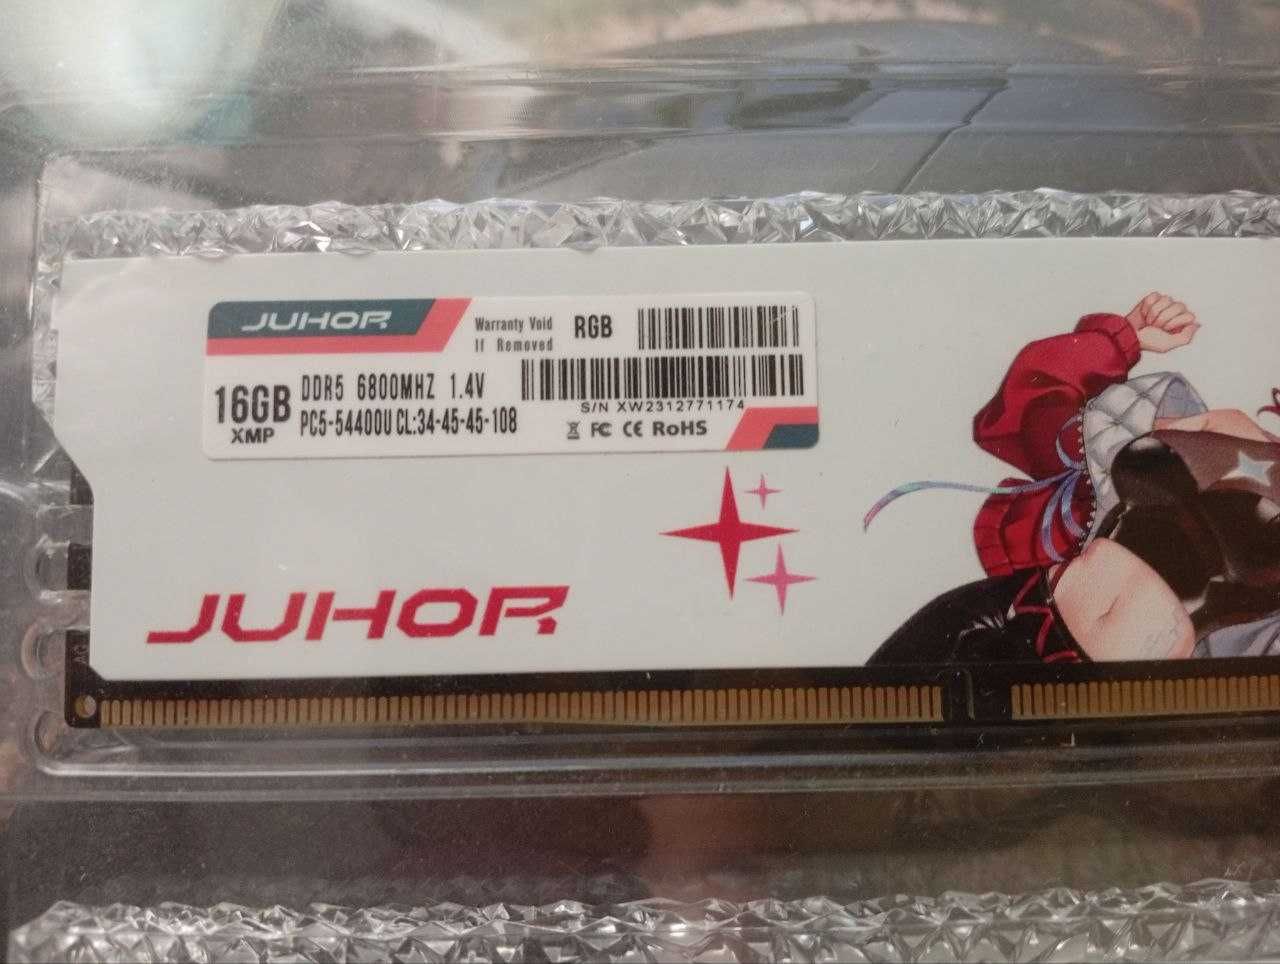 JUHOR
Warranty Void
If Removed
RGB
16GB
XMP
DDR5 6800MHZ 1.4V
PC5-54400U CL:34-45-45-108
S/N XW2312771174
FC CE RoHS
JUHOR